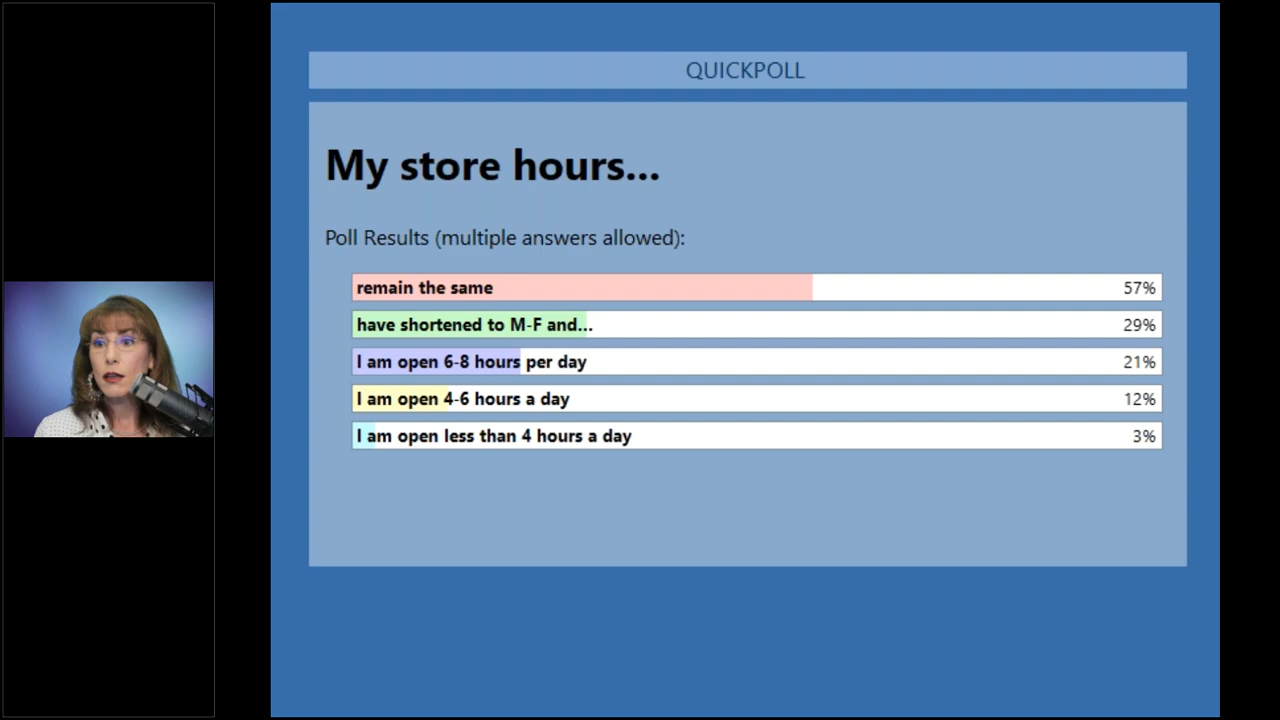 QUICKPOLL
My store hours...
Poll Results (multiple answers allowed):
remain the same 57%
have shortened to M-F and... 29%
I am open 6-8 hours per day 21%
I am open 4-6 hours a day 12%
I am open less than 4 hours a day 3%